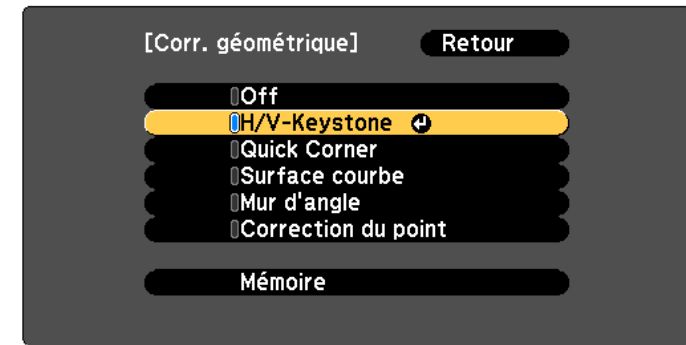 [Corr. géométrique] Retour
Off
H/V-Keystone
Quick Corner
Surface courbe
Mur d'angle
Correction du point
Mémoire